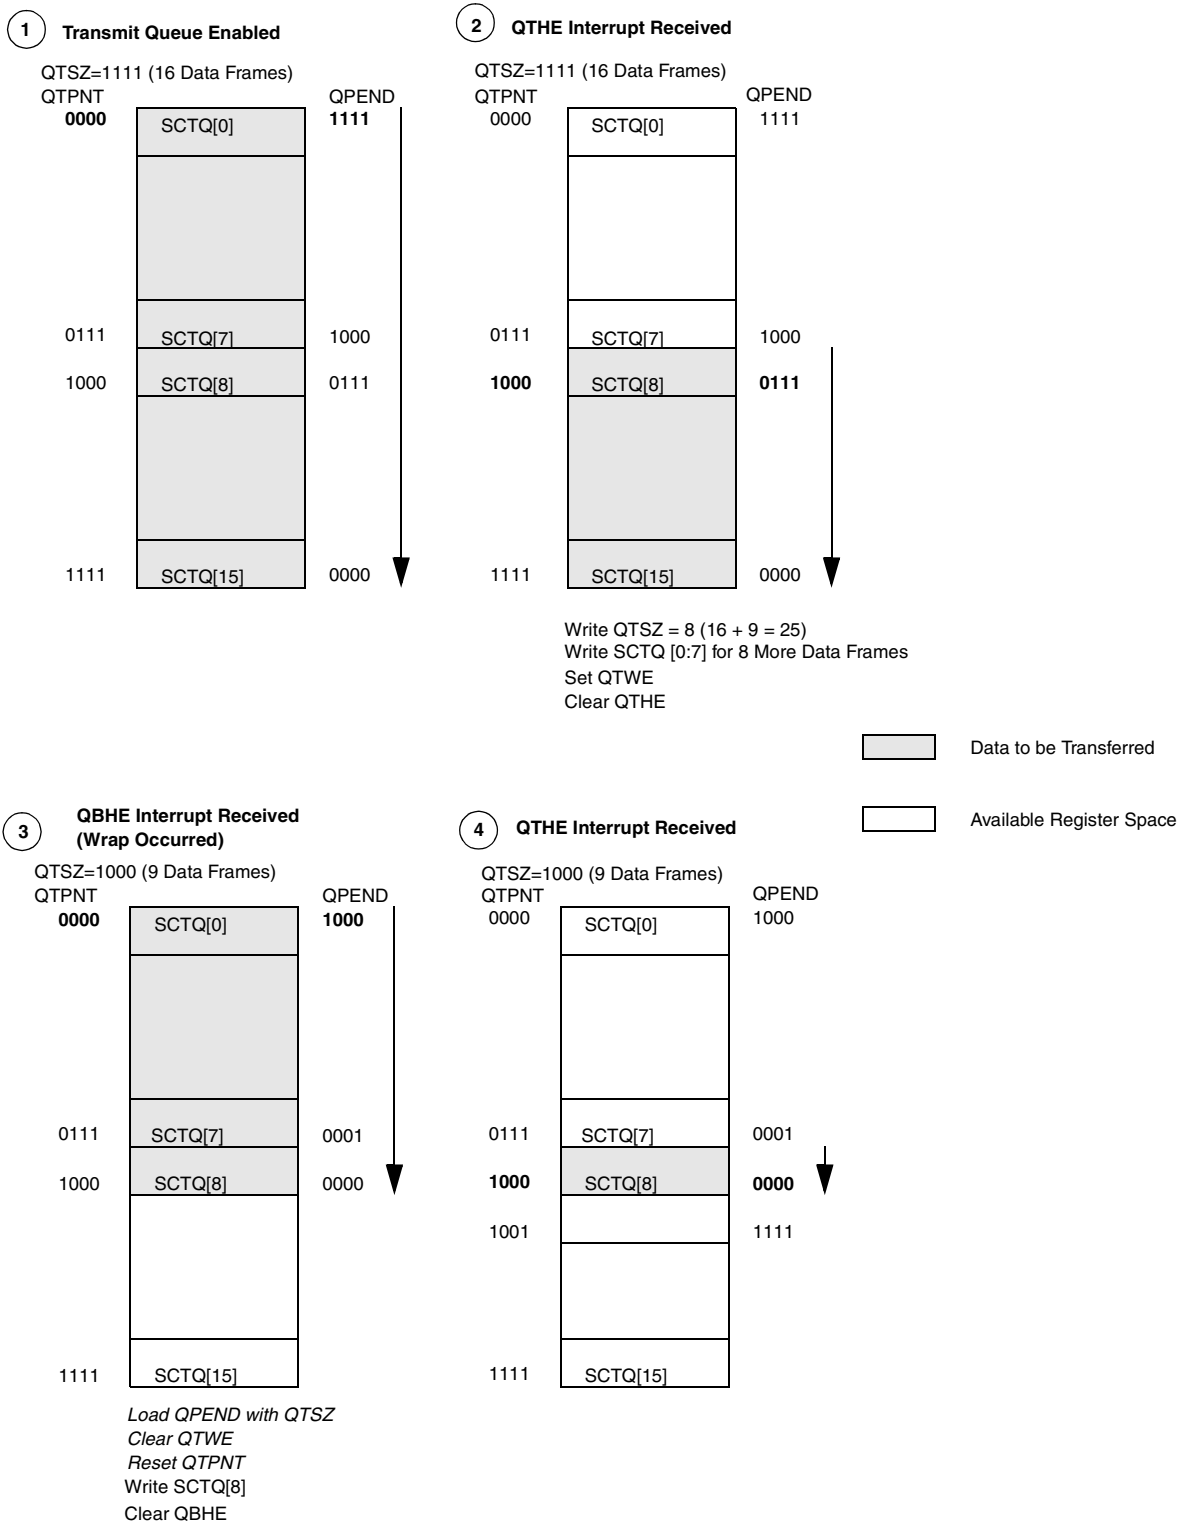 1 Transmit Queue Enabled
QTSZ=1111 (16 Data Frames)
QTPNT QPEND
0000 SCTQ[0] 1111
0111 SCTQ[7] 1000
1000 SCTQ[8] 0111
1111 SCTQ[15] 0000
2 QTHE Interrupt Received
QTSZ=1111 (16 Data Frames)
QTPNT QPEND
0000 SCTQ[0] 1111
0111 SCTQ[7] 1000
1000 SCTQ[8] 0111
1111 SCTQ[15] 0000
Write QTSZ = 8 (16 + 9 = 25)
Write SCTQ [0:7] for 8 More Data Frames
Set QTWE
Clear QTHE
Data to be Transferred
Available Register Space
3 QBHE Interrupt Received
(Wrap Occurred)
QTSZ=1000 (9 Data Frames)
QTPNT QPEND
0000 SCTQ[0] 1000
0111 SCTQ[7] 0001
1000 SCTQ[8] 0000
1111 SCTQ[15]
Load QPEND with QTSZ
Clear QTWE
Reset QTPNT
Write SCTQ[8]
Clear QBHE
4 QTHE Interrupt Received
QTSZ=1000 (9 Data Frames)
QTPNT QPEND
0000 SCTQ[0] 1000
0111 SCTQ[7] 0001
1000 SCTQ[8] 0000
1001 1111
1111 SCTQ[15]